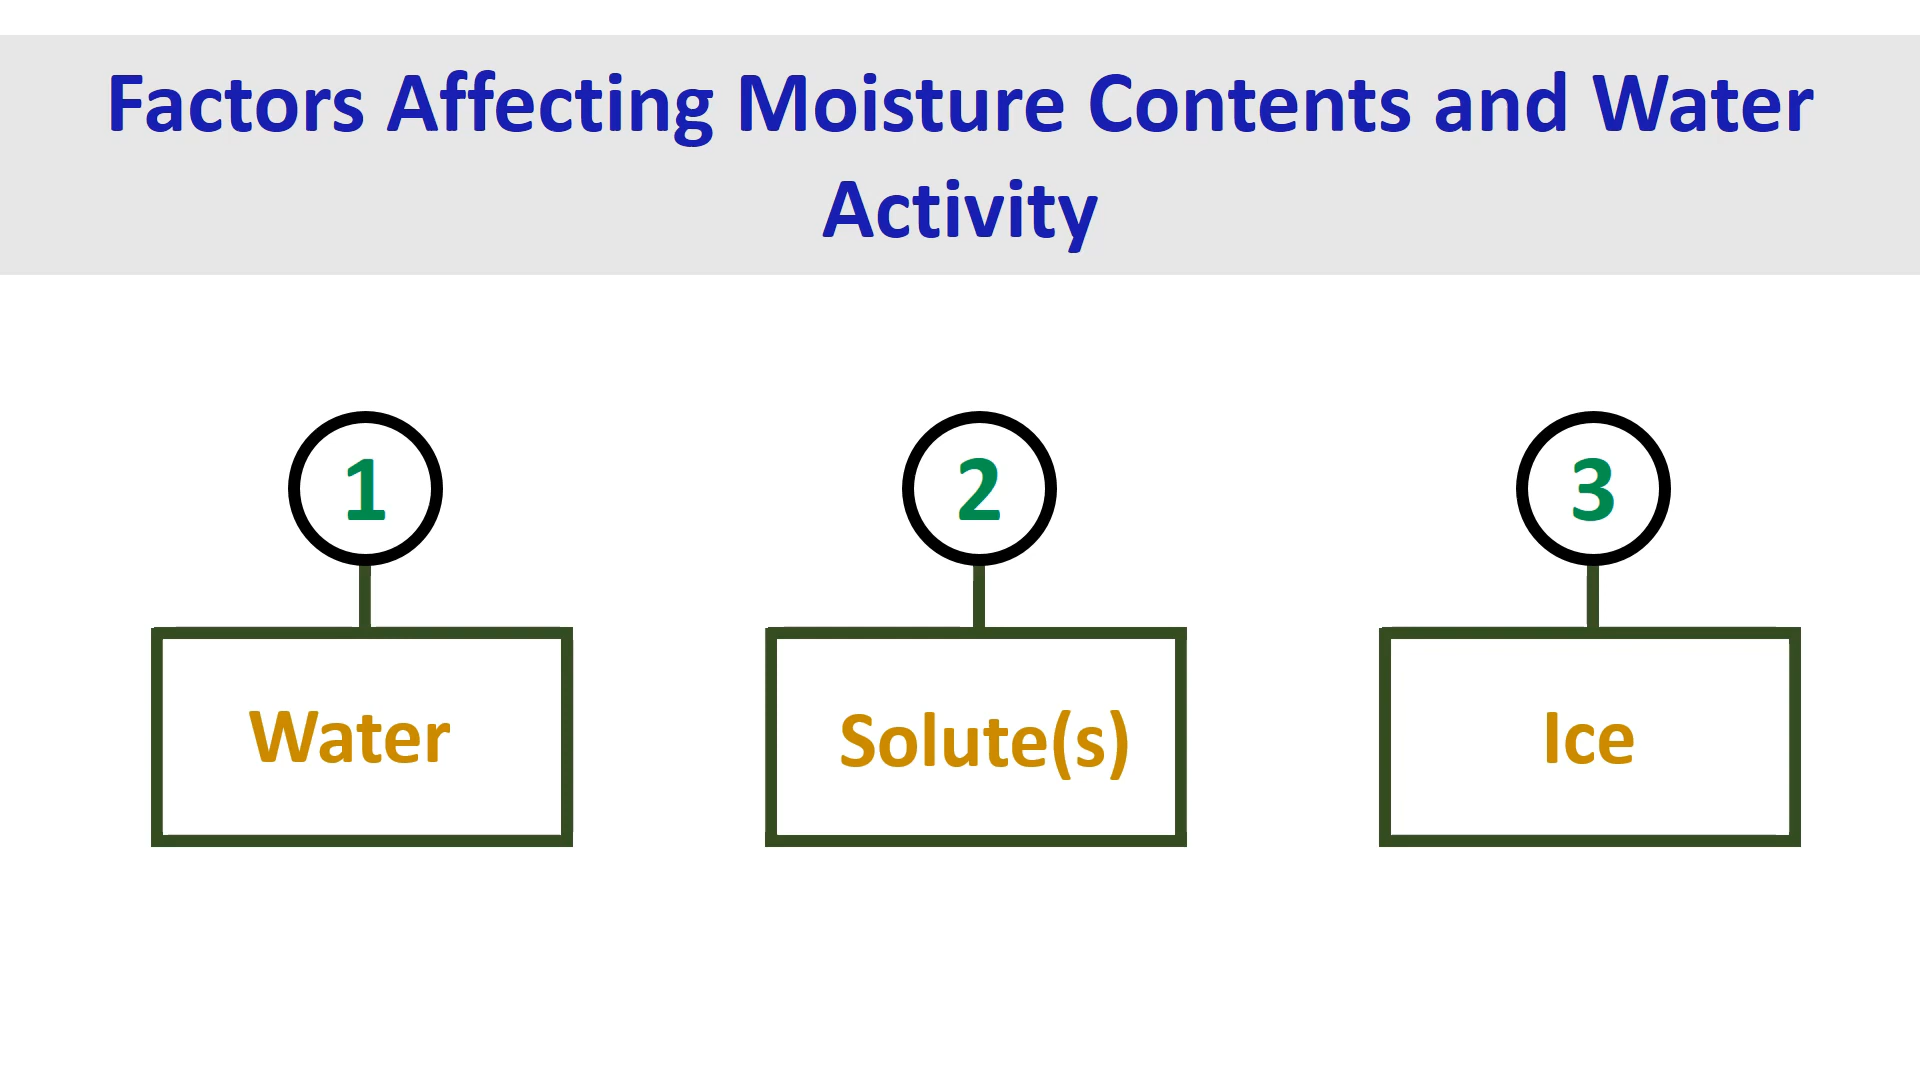 Factors Affecting Moisture Contents and Water
Activity
1
2
3
Water
Solute(s)
Ice